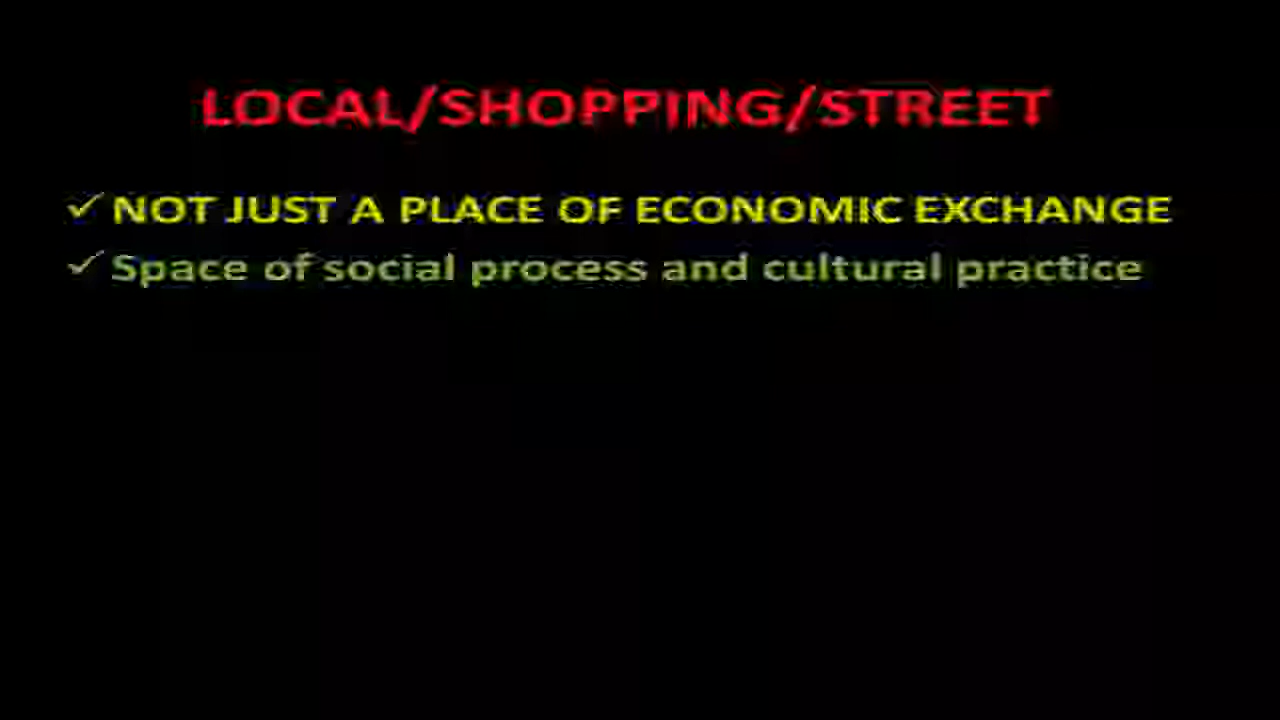 LOCAL/SHOPPING/STREET
✓ NOT JUST A PLACE OF ECONOMIC EXCHANGE
✓ Space of social process and cultural practice